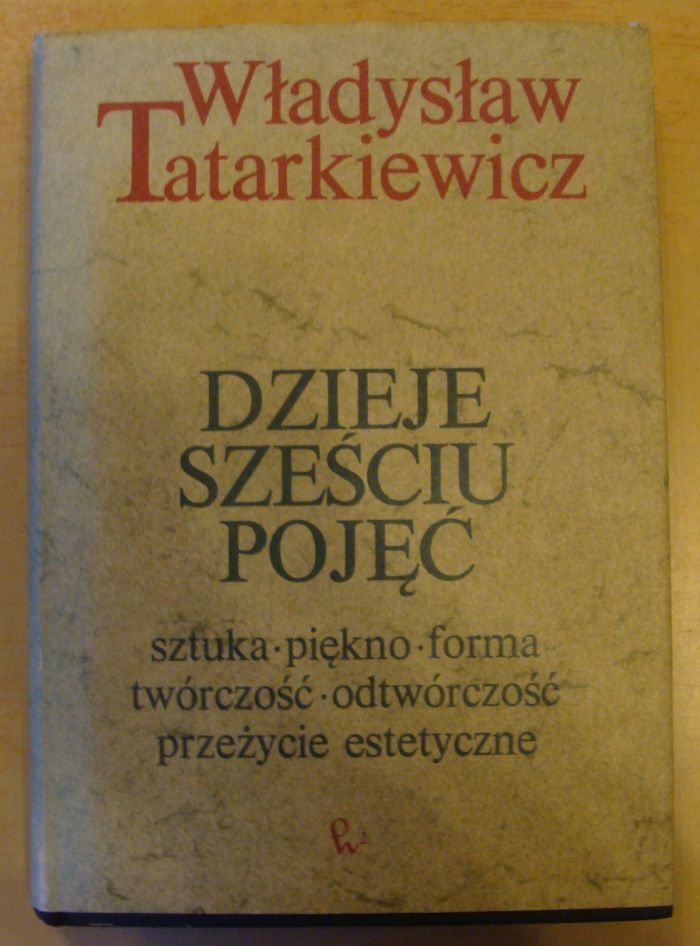 Władysław
Tatarkiewicz
DZIEJE
SZEŚCIU
POJĘĆ
sztuka·piękno·forma
twórczość·odtwórczość
przeżycie estetyczne